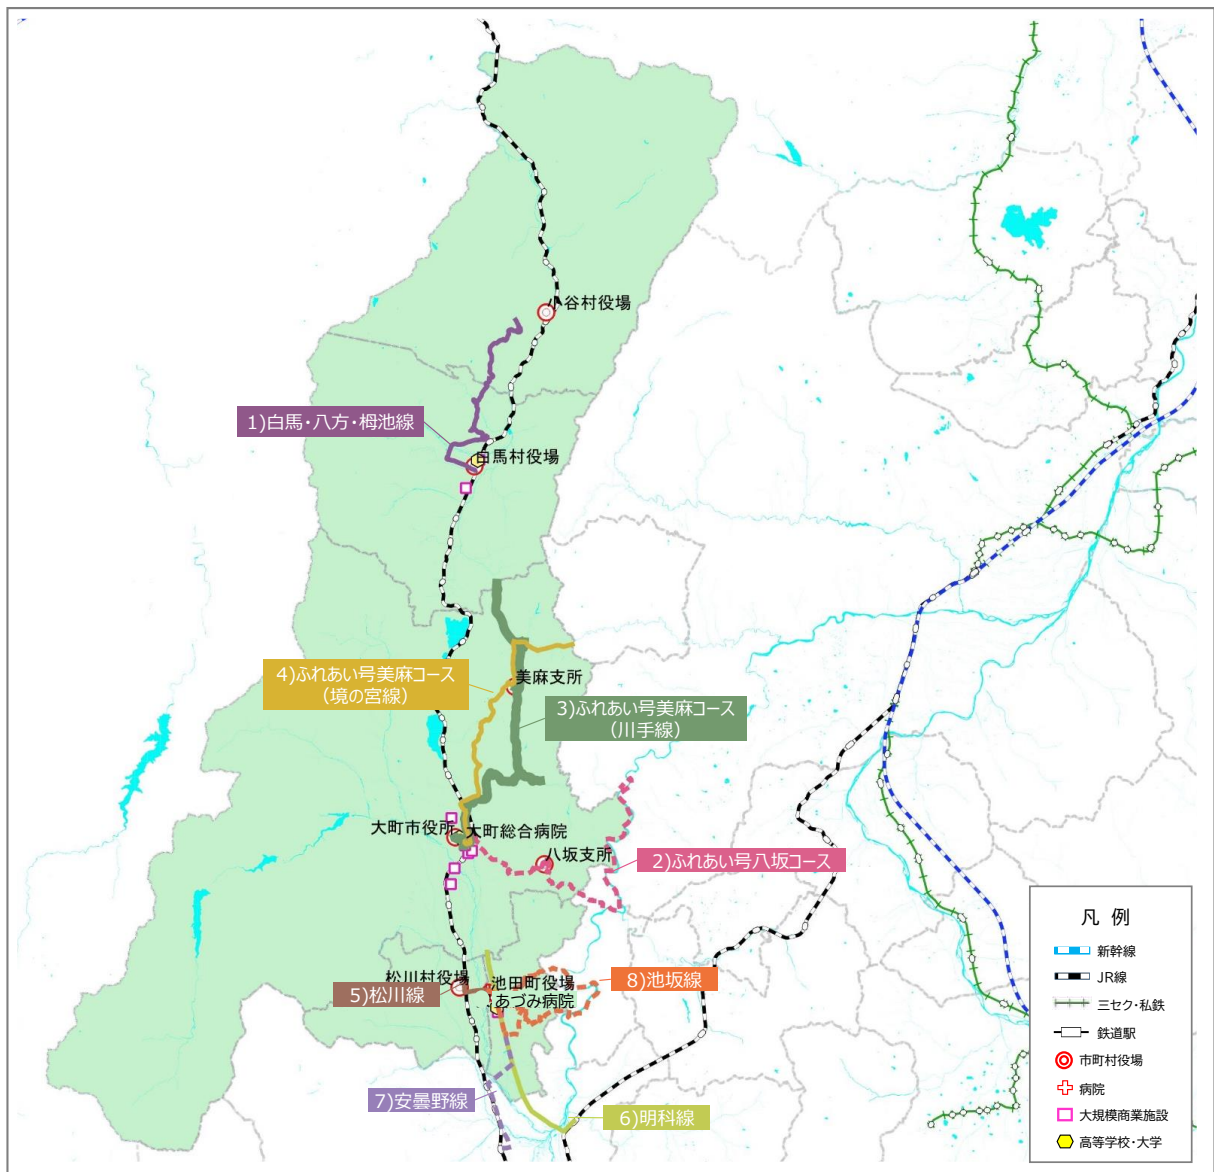 小谷村役場
1)白馬・八方・栂池線
白馬村役場
4)ふれあい号美麻コース
（境の宮線）
美麻支所
3)ふれあい号美麻コース
（川手線）
大町市役所
大町総合病院
八坂支所
2)ふれあい号八坂コース
松川村役場
池田町役場
あづみ病院
8)池坂線
5)松川線
7)安曇野線
6)明科線
凡 例
新幹線
JR線
三セク・私鉄
鉄道駅
市町村役場
病院
大規模商業施設
高等学校・大学